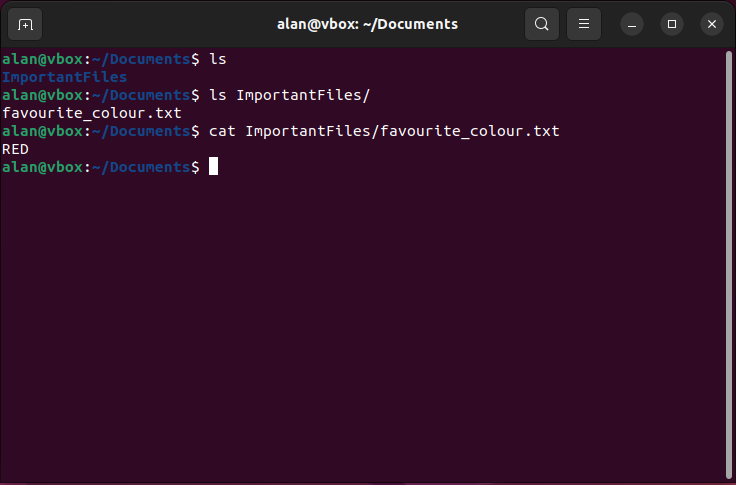 alan@vbox: ~/Documents
alan@vbox:~/Documents$ ls
ImportantFiles
alan@vbox:~/Documents$ ls ImportantFiles/
favourite_colour.txt
alan@vbox:~/Documents$ cat ImportantFiles/favourite_colour.txt
RED
alan@vbox:~/Documents$